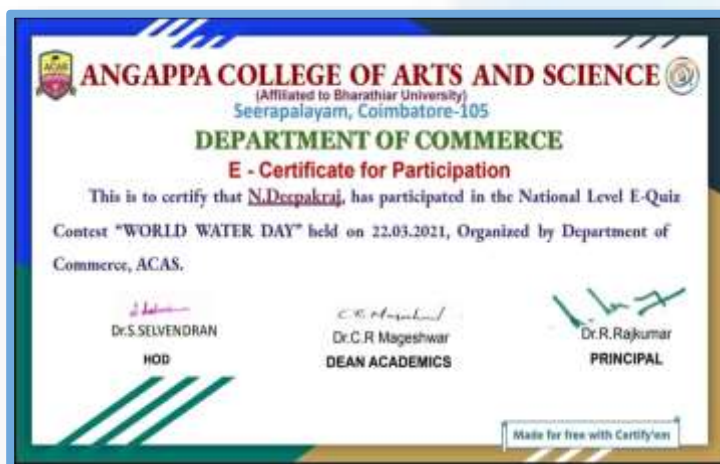 ACAS
ANGAPPA COLLEGE OF ARTS AND SCIENCE
(Affiliated to Bharathiar University)
Seerapalayam, Coimbatore-105
DEPARTMENT OF COMMERCE
E - Certificate for Participation
This is to certify that N.Deepakraj, has participated in the National Level E-Quiz
Contest "WORLD WATER DAY" held on 22.03.2021, Organized by Department of
Commerce, ACAS.
Dr.S.SELVENDRAN
HOD
Dr.C.R Mageshwar
DEAN ACADEMICS
Dr.R.Rajkumar
PRINCIPAL
Made for free with Certify'em